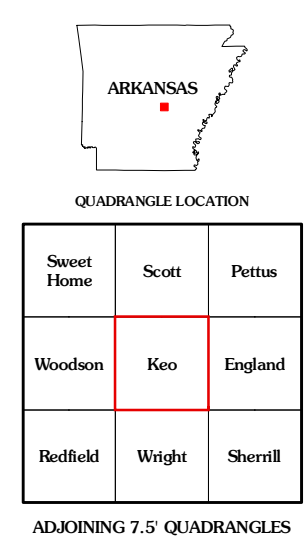 ARKANSAS
QUADRANGLE LOCATION
Sweet
Home
Scott
Pettus
Woodson
Keo
England
Redfield
Wright
Sherrill
ADJOINING 7.5' QUADRANGLES